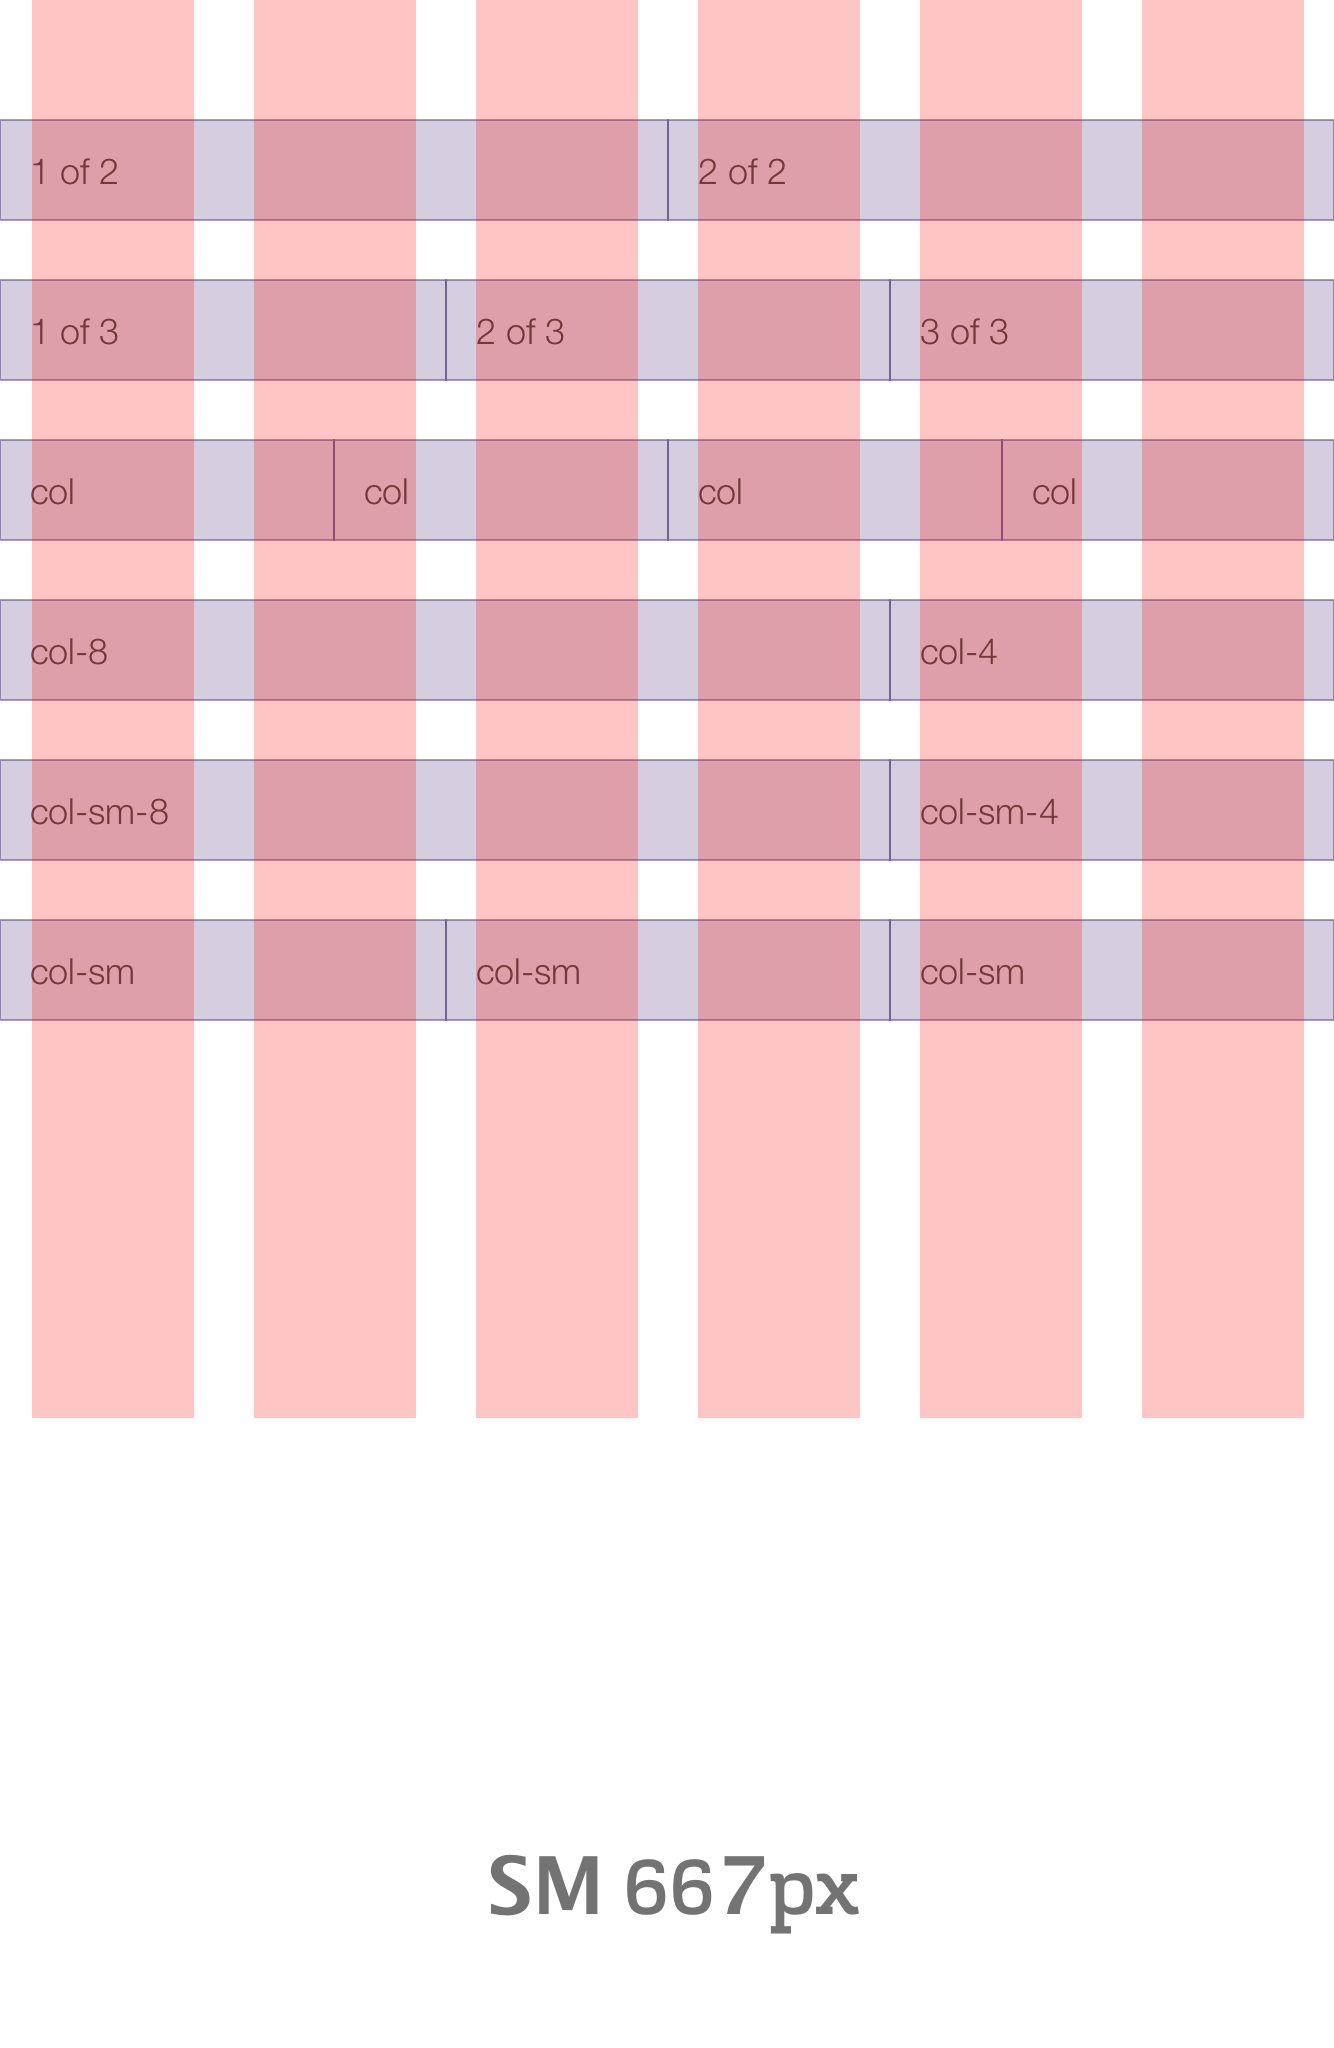 1 of 2 2 of 2
1 of 3 2 of 3 3 of 3
col col col col
col-8 col-4
col-sm-8 col-sm-4
col-sm col-sm col-sm
SM 667px